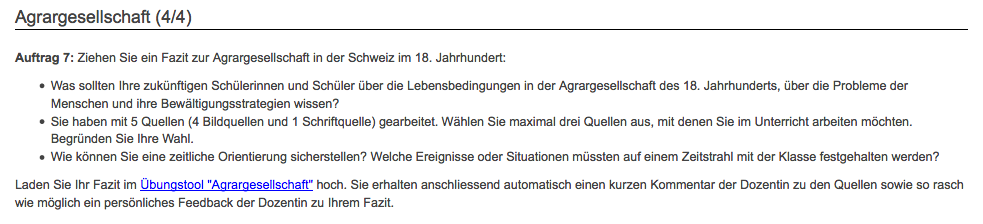 Agrargesellschaft (4/4)
Auftrag 7: Ziehen Sie ein Fazit zur Agrargesellschaft in der Schweiz im 18. Jahrhundert:
• Was sollten Ihre zukünftigen Schülerinnen und Schüler über die Lebensbedingungen in der Agrargesellschaft des 18. Jahrhunderts, über die Probleme der
Menschen und ihre Bewältigungsstrategien wissen?
• Sie haben mit 5 Quellen (4 Bildquellen und 1 Schriftquelle) gearbeitet. Wählen Sie maximal drei Quellen aus, mit denen Sie im Unterricht arbeiten möchten.
Begründen Sie Ihre Wahl.
• Wie können Sie eine zeitliche Orientierung sicherstellen? Welche Ereignisse oder Situationen müssten auf einem Zeitstrahl mit der Klasse festgehalten werden?
Laden Sie Ihr Fazit im Übungstool "Agrargesellschaft" hoch. Sie erhalten anschliessend automatisch einen kurzen Kommentar der Dozentin zu den Quellen sowie so rasch
wie möglich ein persönliches Feedback der Dozentin zu Ihrem Fazit.